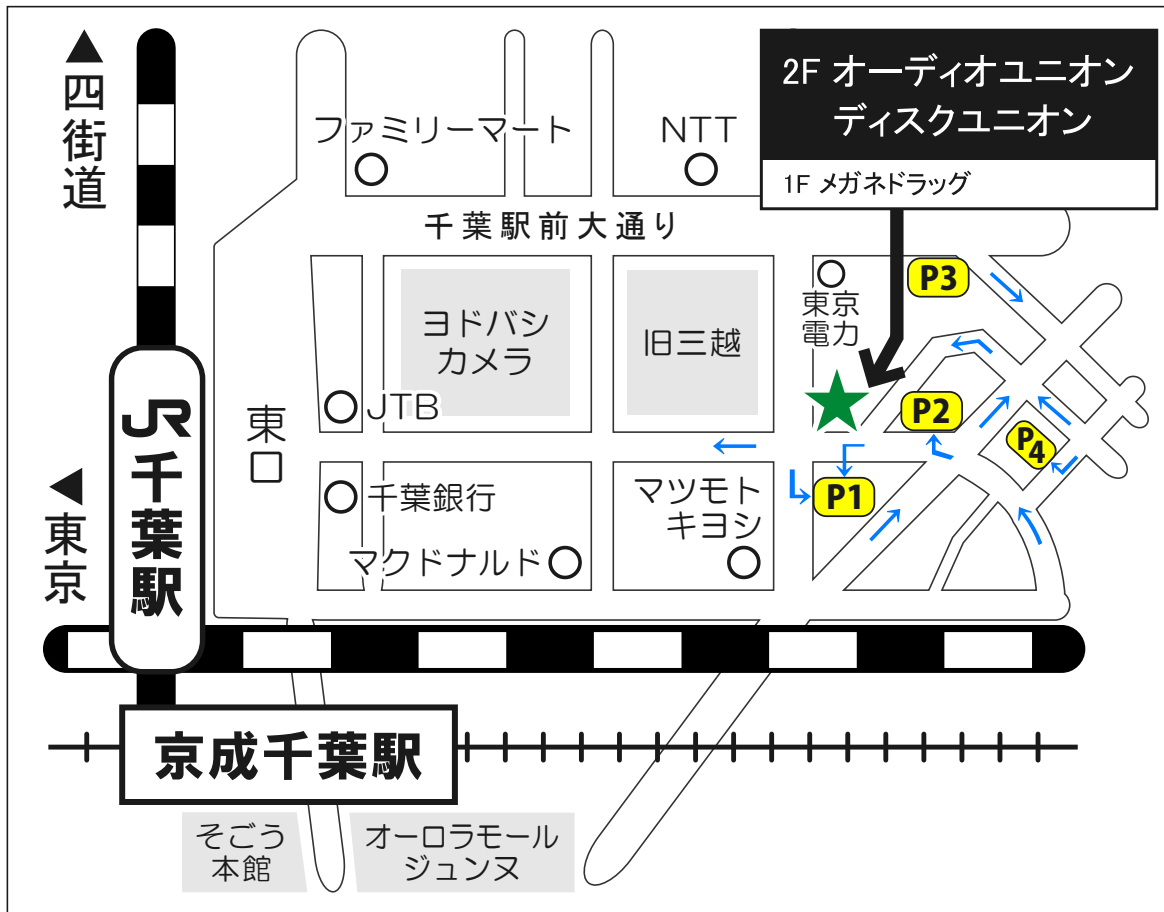 ▲四街道
2F オーディオユニオン
ディスクユニオン
1F メガネドラッグ
ファミリーマート
NTT
千葉駅前大通り
P3
東京
電力
ヨドバシ
カメラ
旧三越
JTB
P2
P4
東口
JR千葉駅
◀東京
千葉銀行
マツモト
キヨシ
P1
マクドナルド
京成千葉駅
そごう
本館
オーロラモール
ジュンヌ